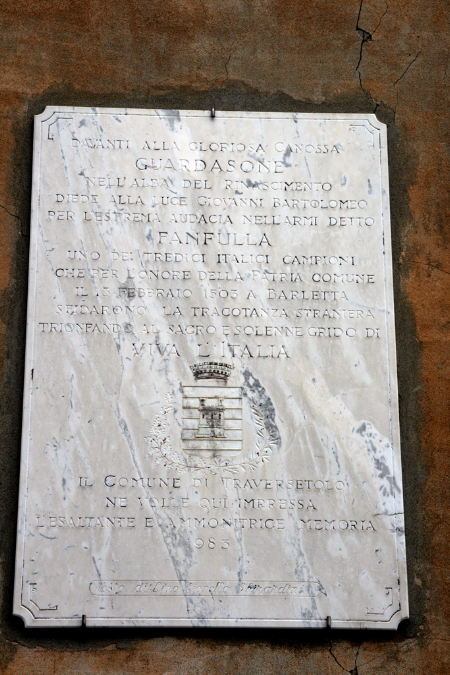 DAVANTI ALLA GLORIOSA CANOSSA
GUARDASONE
NELL'ALBA DEL RINASCIMENTO
DIEDE ALLA LUCE GIOVANNI BARTOLOMEO
PER L'ESTREMA AUDACIA NELL'ARMI DETTO
FANFULLA
UNO DEI TREDICI ITALICI CAMPIONI
CHE PER L'ONORE DELLA PATRIA COMUNE
IL 13 FEBBRAIO 1503 A BARLETTA
SFIDARONO LA TRACOTANZA STRANIERA
TRIONFANDO AL SACRO E SOLENNE GRIDO DI
VIVA L'ITALIA
IL COMUNE DI TRAVERSETOLO
NE VOLLE QUI IMPRESSA
L'ESALTANTE E AMMONITRICE MEMORIA
1983